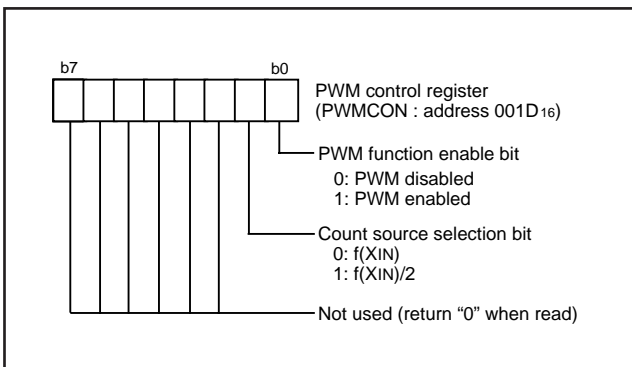 b7 b0
PWM control register
(PWMCON : address 001D16)
PWM function enable bit
0: PWM disabled
1: PWM enabled
Count source selection bit
0: f(XIN)
1: f(XIN)/2
Not used (return “0” when read)